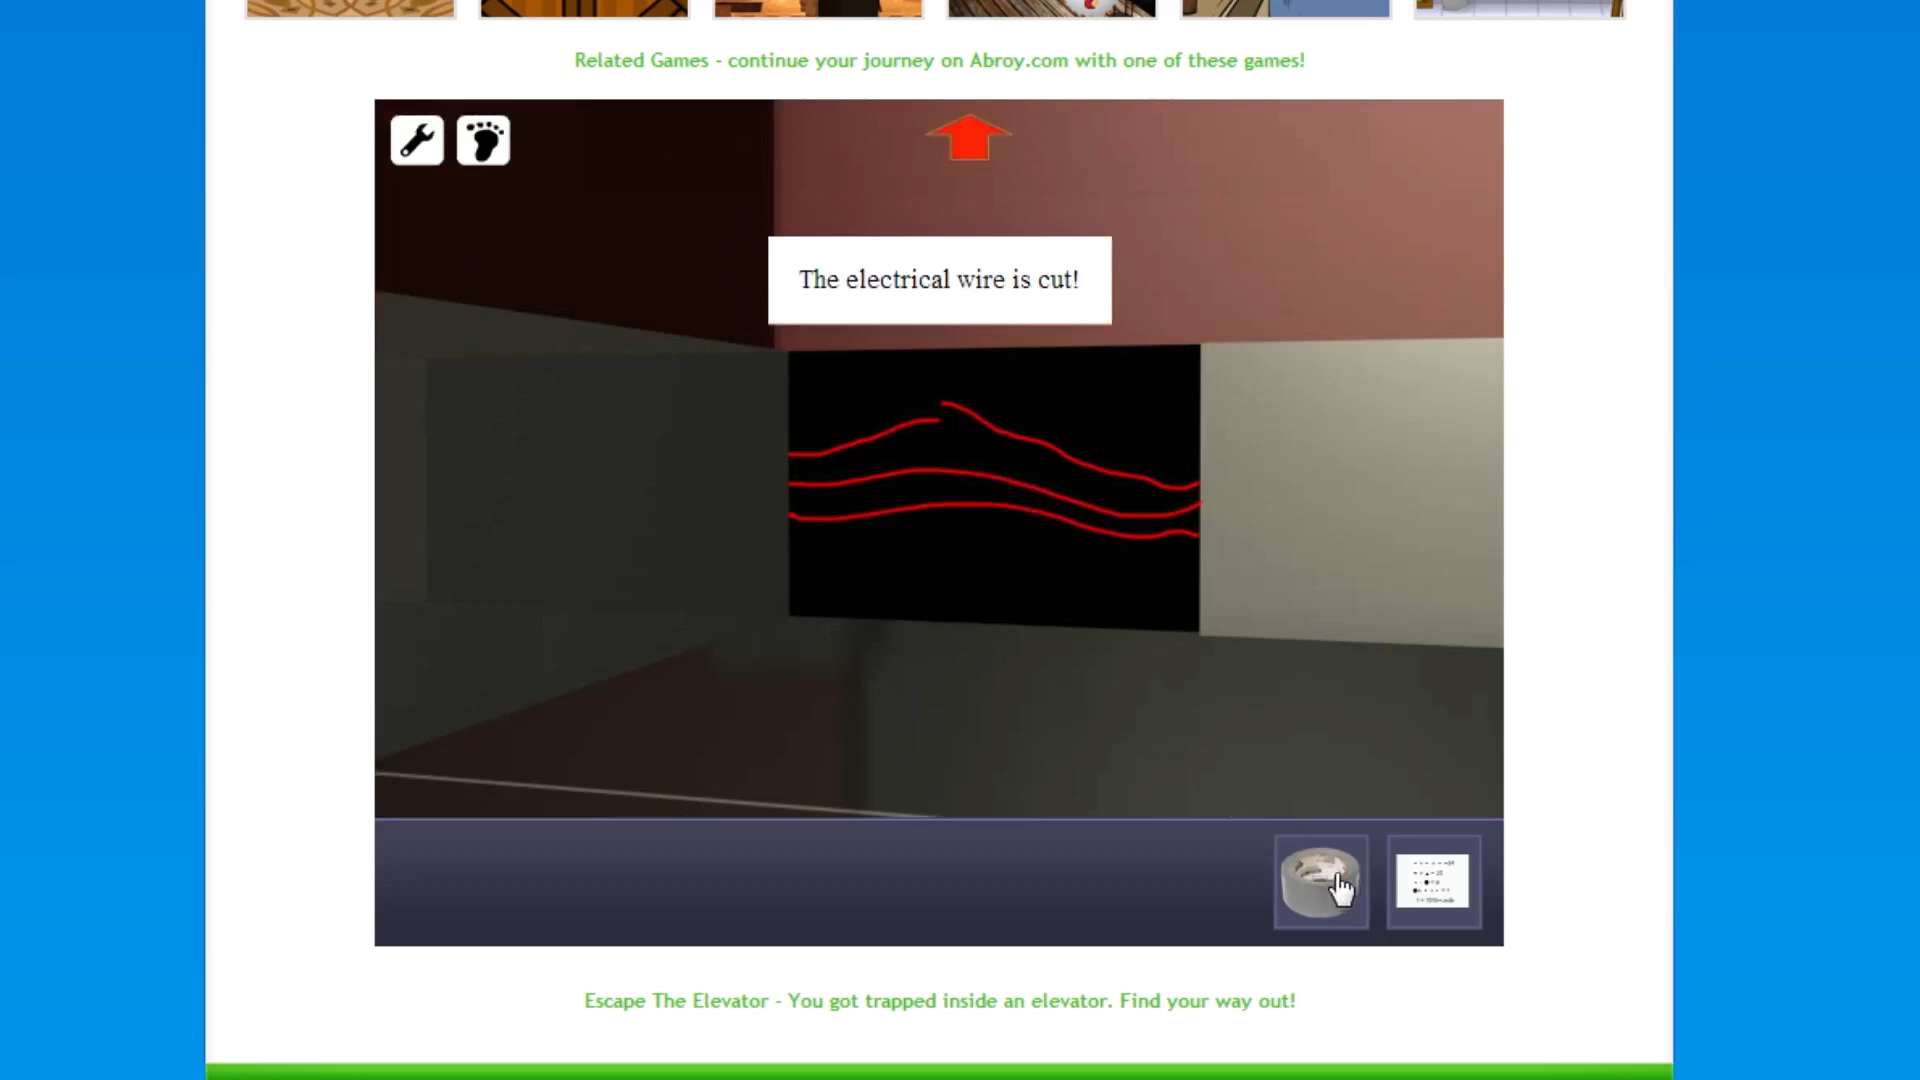 Related Games - continue your journey on Abroy.com with one of these games!
The electrical wire is cut!
Escape The Elevator - You got trapped inside an elevator. Find your way out!